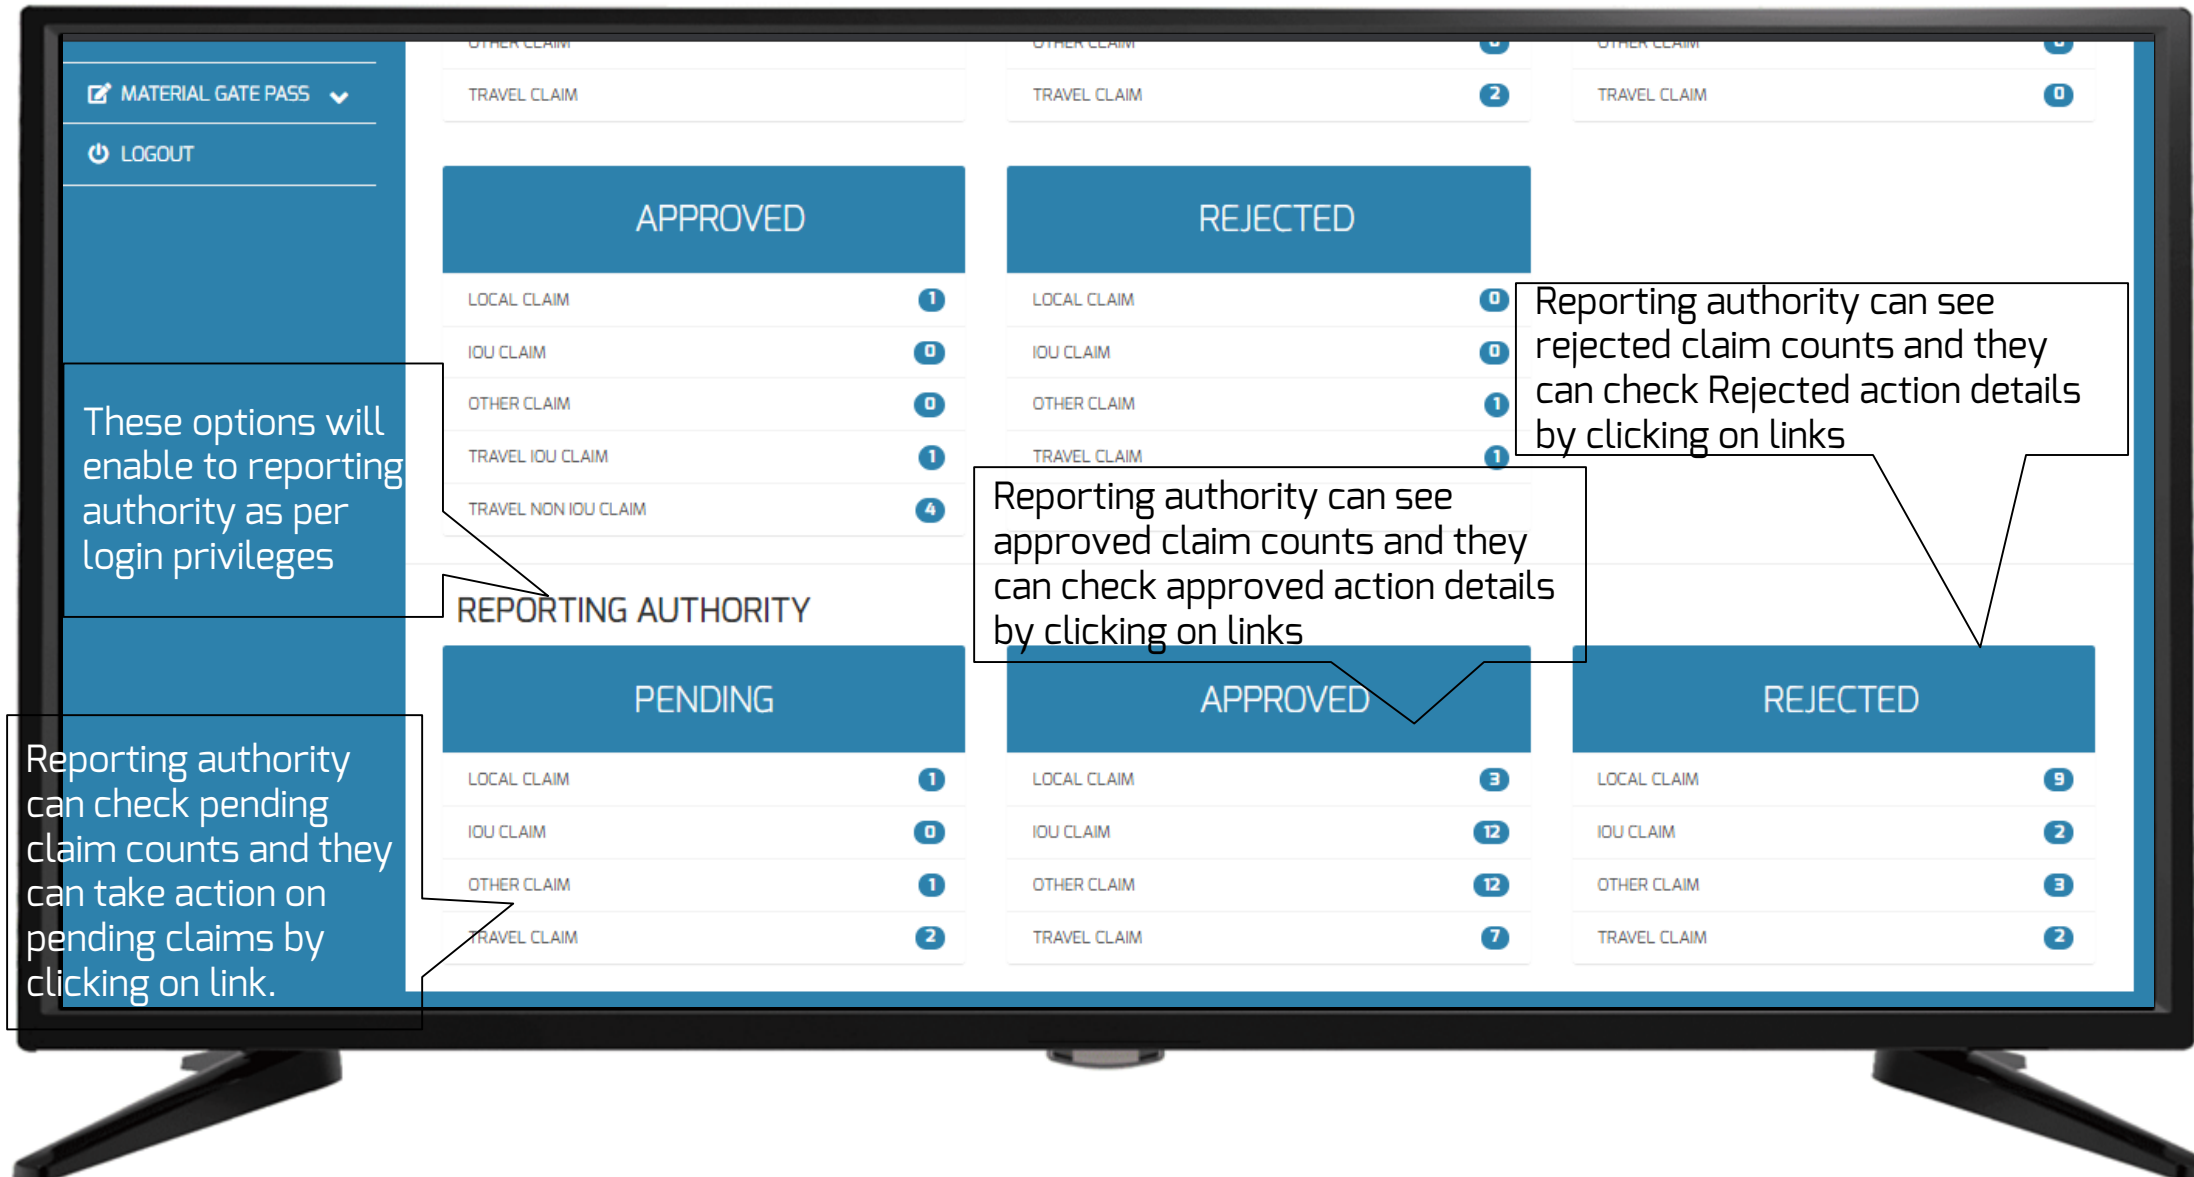 OTHER CLAIM
OTHER CLAIM
OTHER CLAIM
MATERIAL GATE PASS
TRAVEL CLAIM
TRAVEL CLAIM 2
TRAVEL CLAIM 0
LOGOUT
APPROVED
LOCAL CLAIM 1
IOU CLAIM 0
OTHER CLAIM 0
TRAVEL IOU CLAIM 1
TRAVEL NON IOU CLAIM 4
REJECTED
LOCAL CLAIM 0
IOU CLAIM 0
OTHER CLAIM 1
TRAVEL CLAIM 1
Reporting authority can see
rejected claim counts and they
can check Rejected action details
by clicking on links
These options will
enable to reporting
authority as per
login privileges
Reporting authority can see
approved claim counts and they
can check approved action details
by clicking on links
REPORTING AUTHORITY
Reporting authority
can check pending
claim counts and they
can take action on
pending claims by
clicking on link.
PENDING
LOCAL CLAIM 1
IOU CLAIM 0
OTHER CLAIM 1
TRAVEL CLAIM 2
APPROVED
LOCAL CLAIM 3
IOU CLAIM 12
OTHER CLAIM 12
TRAVEL CLAIM 7
REJECTED
LOCAL CLAIM 9
IOU CLAIM 2
OTHER CLAIM 3
TRAVEL CLAIM 2